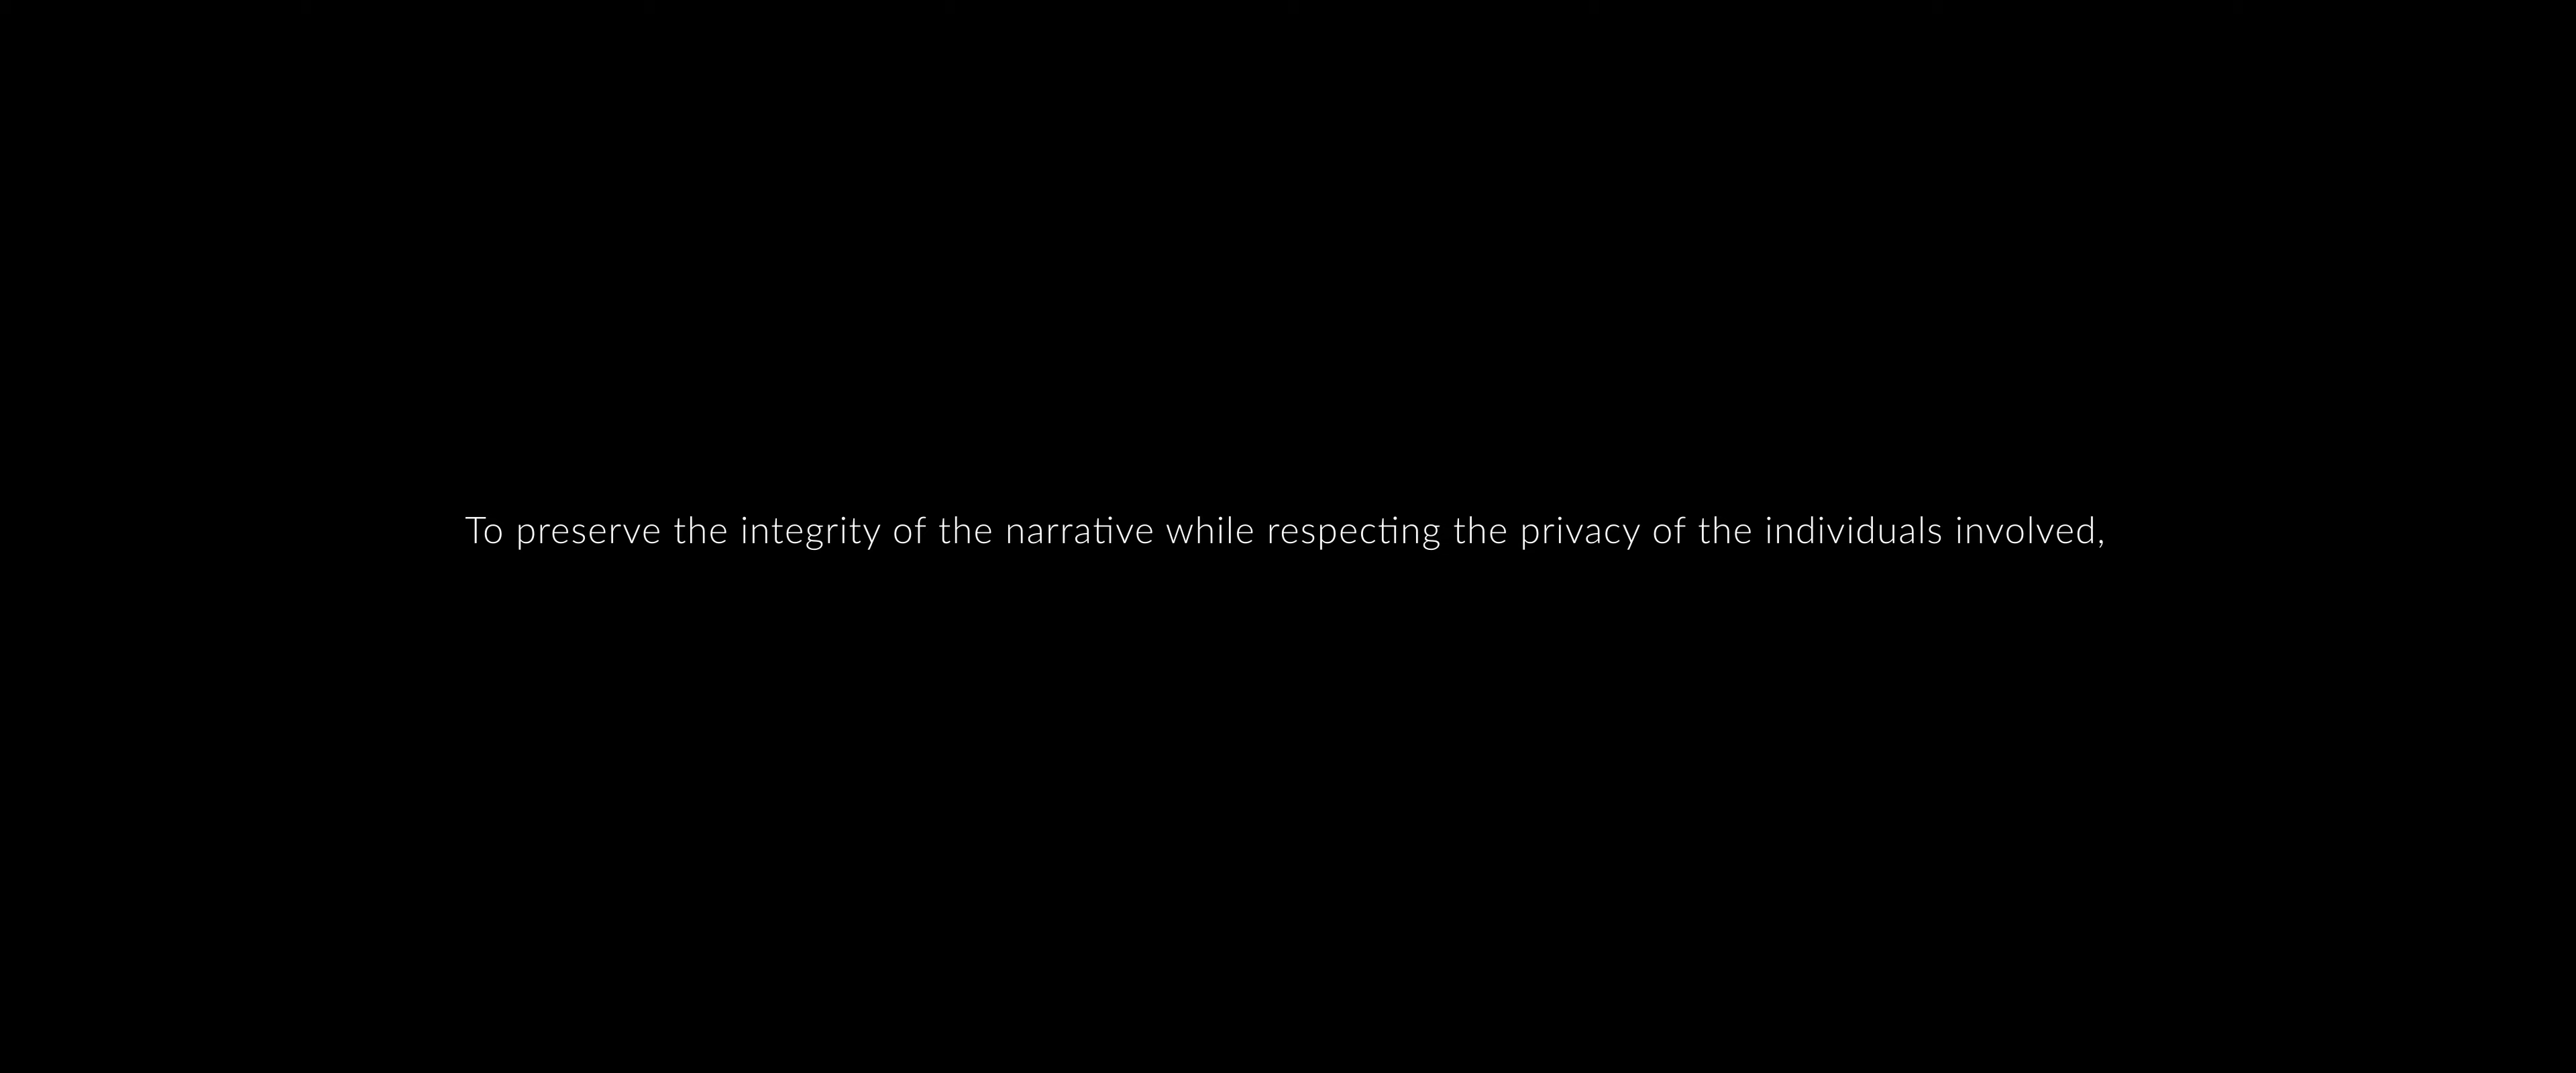 To preserve the integrity of the narrative while respecting the privacy of the individuals involved,